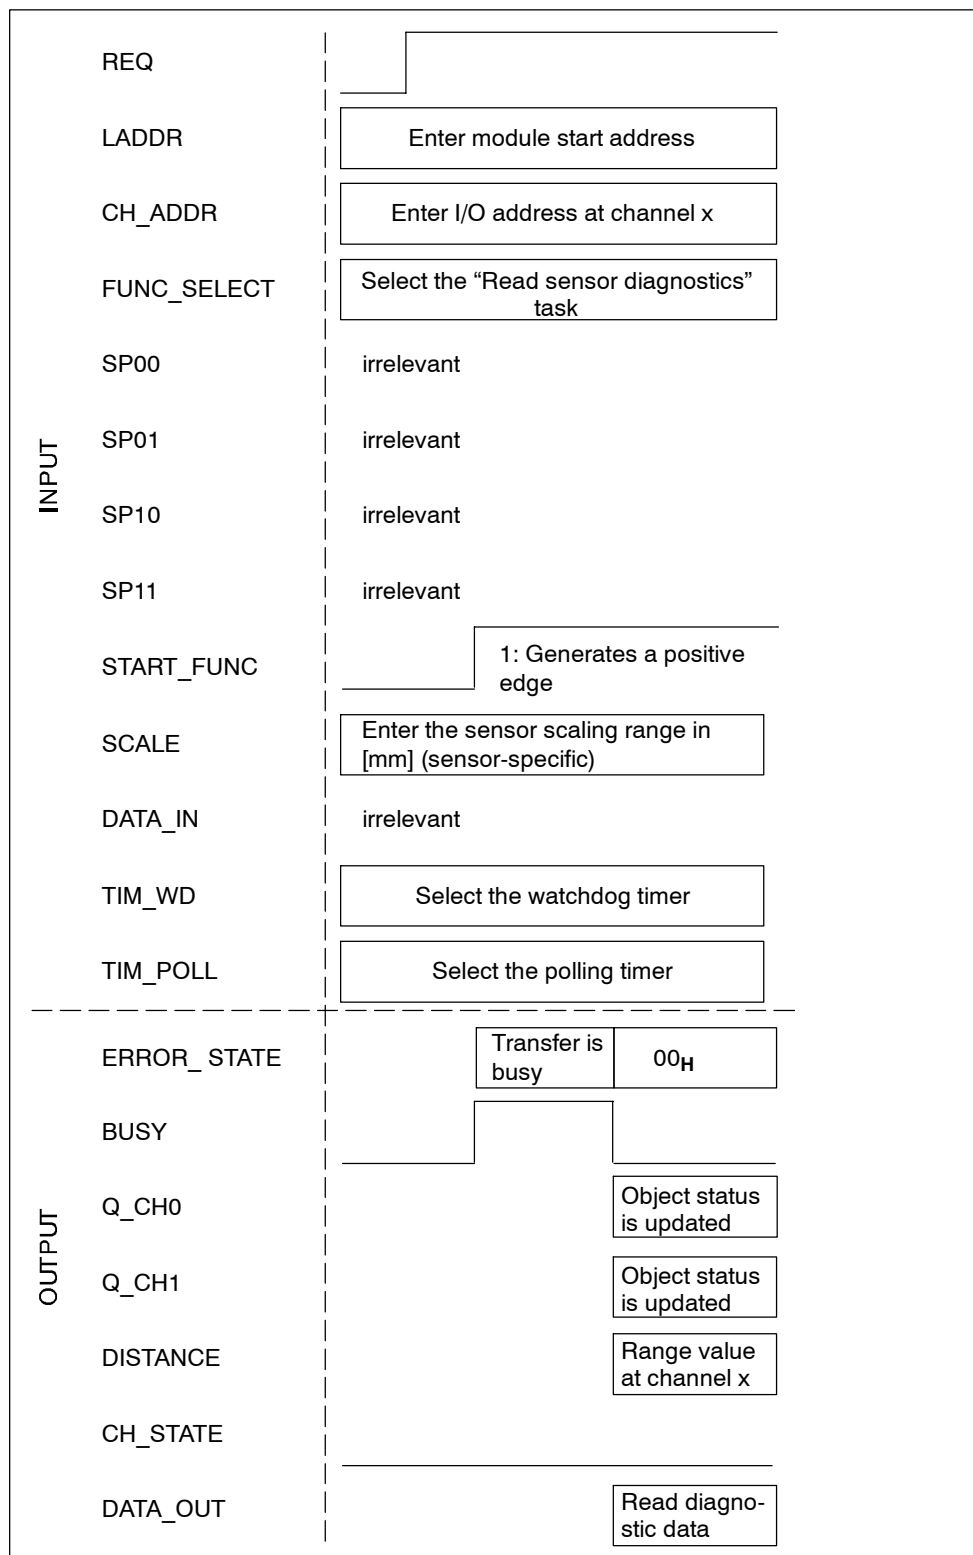 REQ
LADDR
Enter module start address
CH_ADDR
Enter I/O address at channel x
FUNC_SELECT
Select the “Read sensor diagnostics”
task
SP00
irrelevant
SP01
irrelevant
INPUT
SP10
irrelevant
SP11
irrelevant
START_FUNC
1: Generates a positive
edge
SCALE
Enter the sensor scaling range in
[mm] (sensor-specific)
DATA_IN
irrelevant
TIM_WD
Select the watchdog timer
TIM_POLL
Select the polling timer
ERROR_ STATE
Transfer is
busy
00H
BUSY
Q_CH0
Object status
is updated
OUTPUT
Q_CH1
Object status
is updated
DISTANCE
Range value
at channel x
CH_STATE
DATA_OUT
Read diagno-
stic data